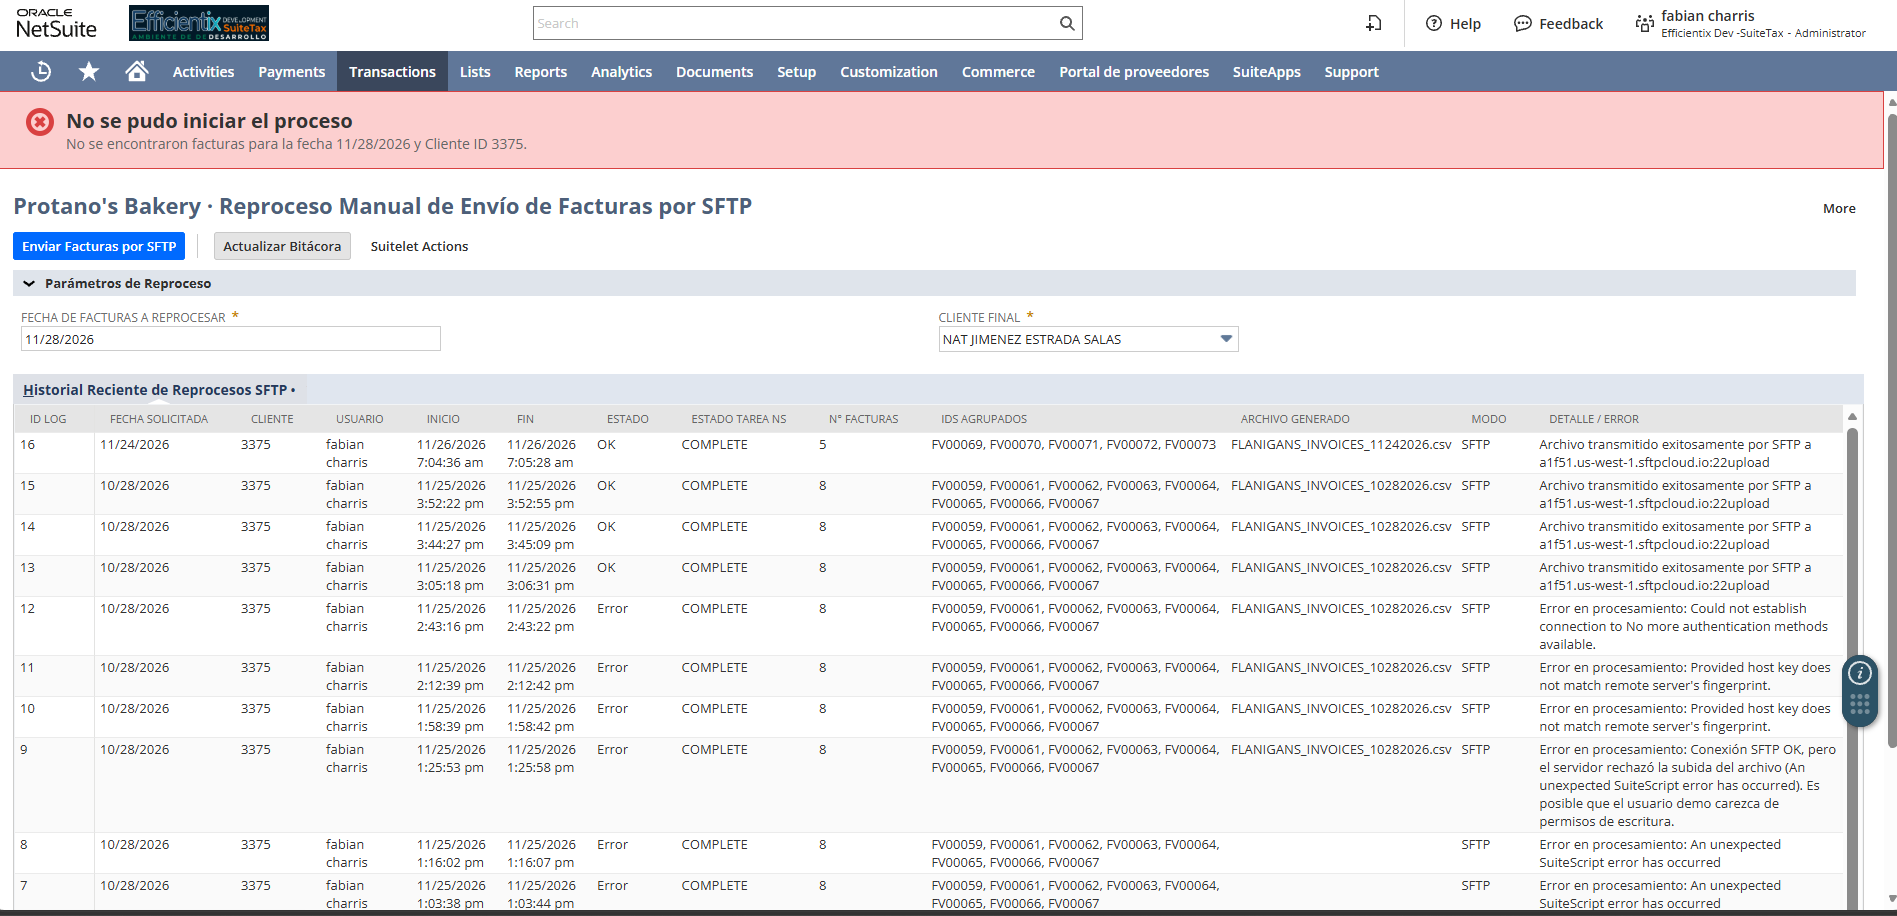 ORACLE
NetSuite
Efficientix DEVELOPMENT
SuiteTax
AMBIENTE DE DESARROLLO
Search
Help
Feedback
fabian charris
Efficientix Dev -SuiteTax - Administrator
Activities
Payments
Transactions
Lists
Reports
Analytics
Documents
Setup
Customization
Commerce
Portal de proveedores
SuiteApps
Support
No se pudo iniciar el proceso
No se encontraron facturas para la fecha 11/28/2026 y Cliente ID 3375.
Protano's Bakery · Reproceso Manual de Envío de Facturas por SFTP
More
Enviar Facturas por SFTP
Actualizar Bitácora
Suitelet Actions
Parámetros de Reproceso
FECHA DE FACTURAS A REPROCESAR *
11/28/2026
CLIENTE FINAL *
NAT JIMENEZ ESTRADA SALAS
Historial Reciente de Reprocesos SFTP •
ID LOG FECHA SOLICITADA CLIENTE USUARIO INICIO FIN ESTADO ESTADO TAREA NS N° FACTURAS IDS AGRUPADOS ARCHIVO GENERADO MODO DETALLE / ERROR
16 11/24/2026 3375 fabian 11/26/2026 11/26/2026 OK COMPLETE 5 FV00069, FV00070, FV00071, FV00072, FV00073 FLANIGANS_INVOICES_11242026.csv SFTP Archivo transmitido exitosamente por SFTP a
charris 7:04:36 am 7:05:28 am a1f51.us-west-1.sftpcloud.io:22upload
15 10/28/2026 3375 fabian 11/25/2026 11/25/2026 OK COMPLETE 8 FV00059, FV00061, FV00062, FV00063, FV00064, FLANIGANS_INVOICES_10282026.csv SFTP Archivo transmitido exitosamente por SFTP a
charris 3:52:22 pm 3:52:55 pm FV00065, FV00066, FV00067 a1f51.us-west-1.sftpcloud.io:22upload
14 10/28/2026 3375 fabian 11/25/2026 11/25/2026 OK COMPLETE 8 FV00059, FV00061, FV00062, FV00063, FV00064, FLANIGANS_INVOICES_10282026.csv SFTP Archivo transmitido exitosamente por SFTP a
charris 3:44:27 pm 3:45:09 pm FV00065, FV00066, FV00067 a1f51.us-west-1.sftpcloud.io:22upload
13 10/28/2026 3375 fabian 11/25/2026 11/25/2026 OK COMPLETE 8 FV00059, FV00061, FV00062, FV00063, FV00064, FLANIGANS_INVOICES_10282026.csv SFTP Archivo transmitido exitosamente por SFTP a
charris 3:05:18 pm 3:06:31 pm FV00065, FV00066, FV00067 a1f51.us-west-1.sftpcloud.io:22upload
12 10/28/2026 3375 fabian 11/25/2026 11/25/2026 Error COMPLETE 8 FV00059, FV00061, FV00062, FV00063, FV00064, FLANIGANS_INVOICES_10282026.csv SFTP Error en procesamiento: Could not establish
charris 2:43:16 pm 2:43:22 pm FV00065, FV00066, FV00067 connection to No more authentication methods
available.
11 10/28/2026 3375 fabian 11/25/2026 11/25/2026 Error COMPLETE 8 FV00059, FV00061, FV00062, FV00063, FV00064, FLANIGANS_INVOICES_10282026.csv SFTP Error en procesamiento: Provided host key does
charris 2:12:39 pm 2:12:42 pm FV00065, FV00066, FV00067 not match remote server's fingerprint.
10 10/28/2026 3375 fabian 11/25/2026 11/25/2026 Error COMPLETE 8 FV00059, FV00061, FV00062, FV00063, FV00064, FLANIGANS_INVOICES_10282026.csv SFTP Error en procesamiento: Provided host key does
charris 1:58:39 pm 1:58:42 pm FV00065, FV00066, FV00067 not match remote server's fingerprint.
9 10/28/2026 3375 fabian 11/25/2026 11/25/2026 Error COMPLETE 8 FV00059, FV00061, FV00062, FV00063, FV00064, FLANIGANS_INVOICES_10282026.csv SFTP Error en procesamiento: Conexión SFTP OK, pero
charris 1:25:53 pm 1:25:58 pm FV00065, FV00066, FV00067 el servidor rechazó la subida del archivo (An
unexpected SuiteScript error has occurred). Es
posible que el usuario demo carezca de
permisos de escritura.
8 10/28/2026 3375 fabian 11/25/2026 11/25/2026 Error COMPLETE 8 FV00059, FV00061, FV00062, FV00063, FV00064, SFTP Error en procesamiento: An unexpected
charris 1:16:02 pm 1:16:07 pm FV00065, FV00066, FV00067 SuiteScript error has occurred
7 10/28/2026 3375 fabian 11/25/2026 11/25/2026 Error COMPLETE 8 FV00059, FV00061, FV00062, FV00063, FV00064, SFTP Error en procesamiento: An unexpected
charris 1:03:38 pm 1:03:44 pm FV00065, FV00066, FV00067 SuiteScript error has occurred